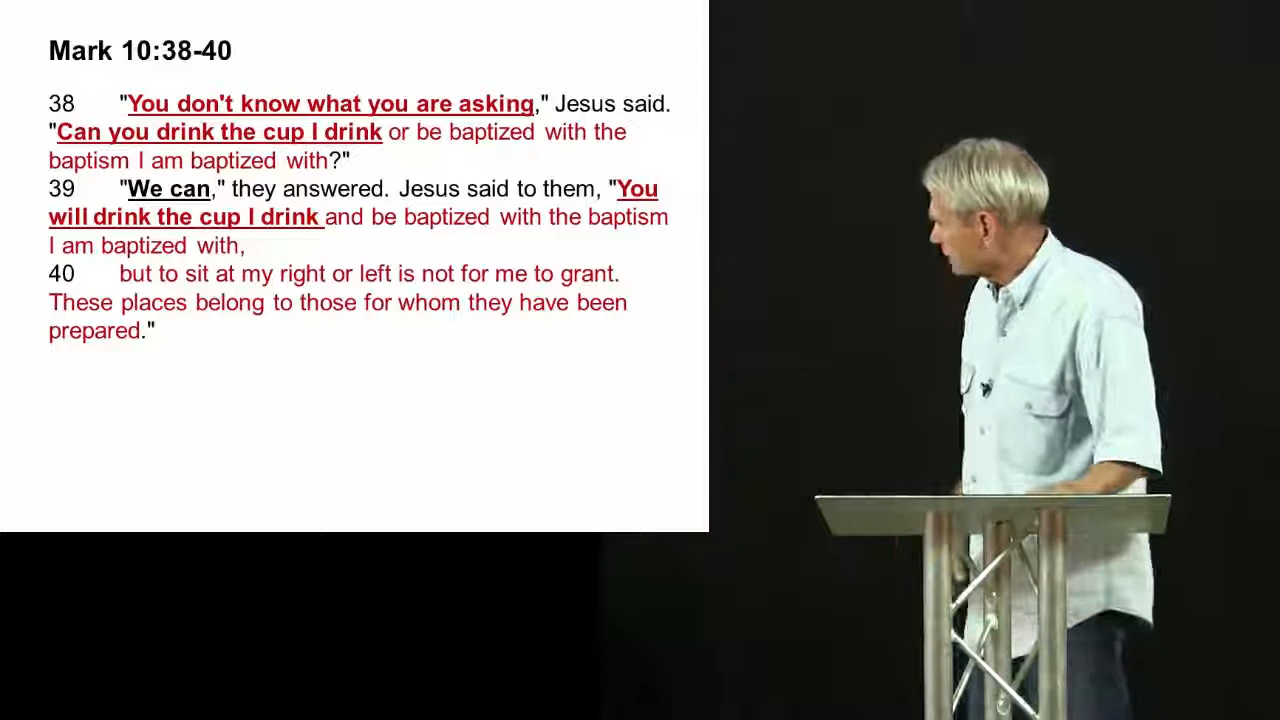 Mark 10:38-40
38 "You don't know what you are asking," Jesus said.
"Can you drink the cup I drink or be baptized with the
baptism I am baptized with?"
39 "We can," they answered. Jesus said to them, "You
will drink the cup I drink and be baptized with the baptism
I am baptized with,
40 but to sit at my right or left is not for me to grant.
These places belong to those for whom they have been
prepared."